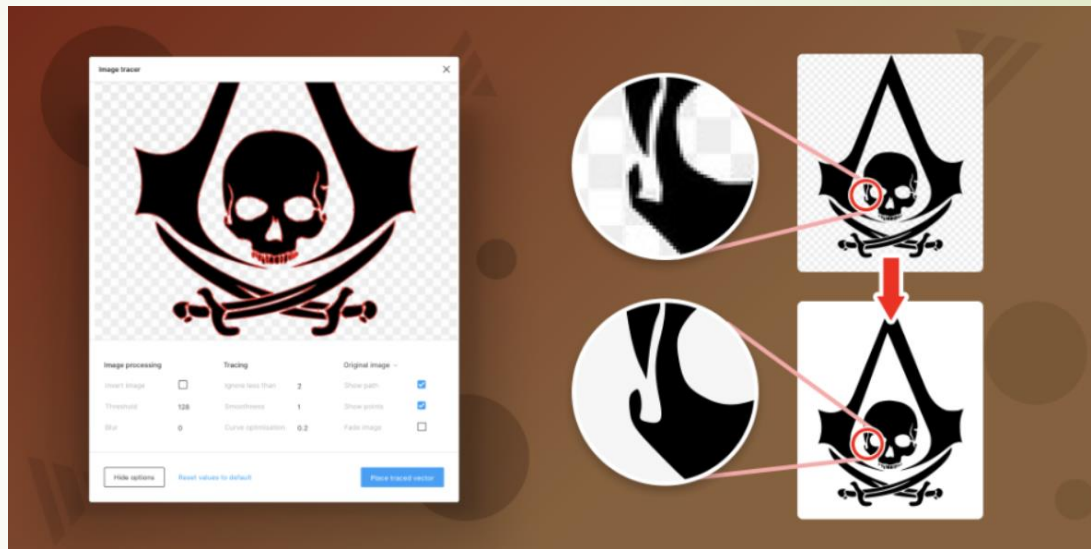 Image tracer
Image processing
Tracing
Original image
Invert image
Ignore less than
2
Show path
Threshold
128
Smoothness
1
Show points
Blur
0
Curve optimisation
0.2
Fade image
Hide options
Reset values to default
Place traced vector